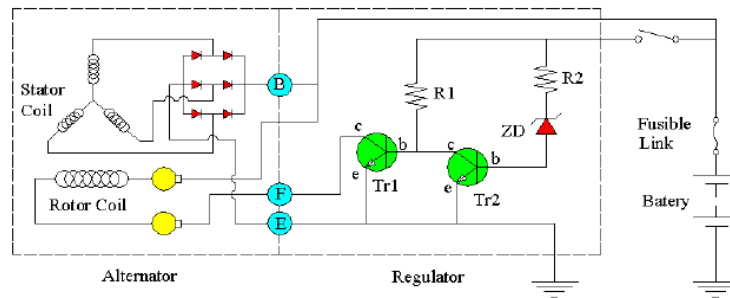 Stator
Coil
B
R1
R2
ZD
Fusible
Link
c
b
c
b
e
Tr1
e
Tr2
F
E
Rotor Coil
Batery
Alternator
Regulator